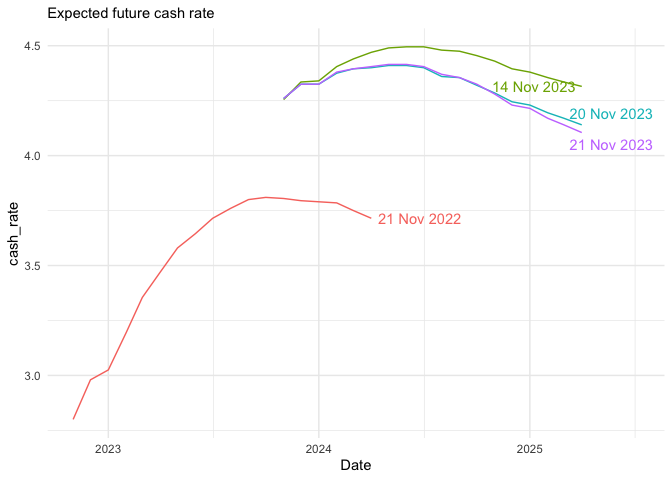 Expected future cash rate
4.5
14 Nov 2023
20 Nov 2023
4.0
21 Nov 2023
cash_rate
21 Nov 2022
3.5
3.0
2023
2024
2025
Date